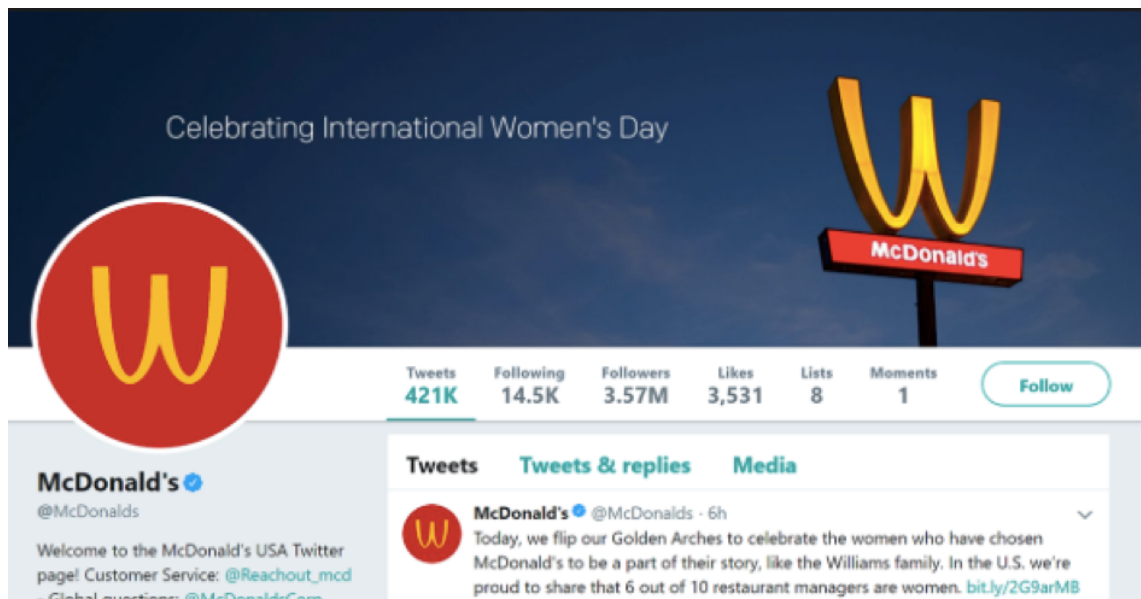 Celebrating International Women's Day
McDonald's
Tweets Following Followers Likes Lists Moments
421K 14.5K 3.57M 3,531 8 1
Follow
McDonald's
@McDonalds
Welcome to the McDonald's USA Twitter
page! Customer Service: @Reachout_mcd
- Global questions: @McDonaldsCorp
Tweets Tweets & replies Media
McDonald's @McDonalds · 6h
Today, we flip our Golden Arches to celebrate the women who have chosen
McDonald's to be a part of their story, like the Williams family. In the U.S. we're
proud to share that 6 out of 10 restaurant managers are women. bit.ly/2G9arMB